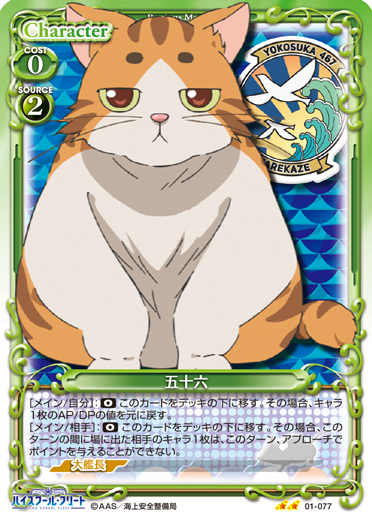 Character
COST
0
SOURCE
2
YOKOSUKA 467
AREKAZE
五十六
[メイン/自分]:0このカードをデッキの下に移す。その場合、キャラ
1枚のAP/DPの値を元に戻す。
[メイン/相手]:0このカードをデッキの下に移す。その場合、この
ターンの間に場に出た相手のキャラ1枚は、このターン、アプローチで
ポイントを与えることができない。
大艦長
ハイスクール・フリート
©AAS/海上安全整備局
01-077